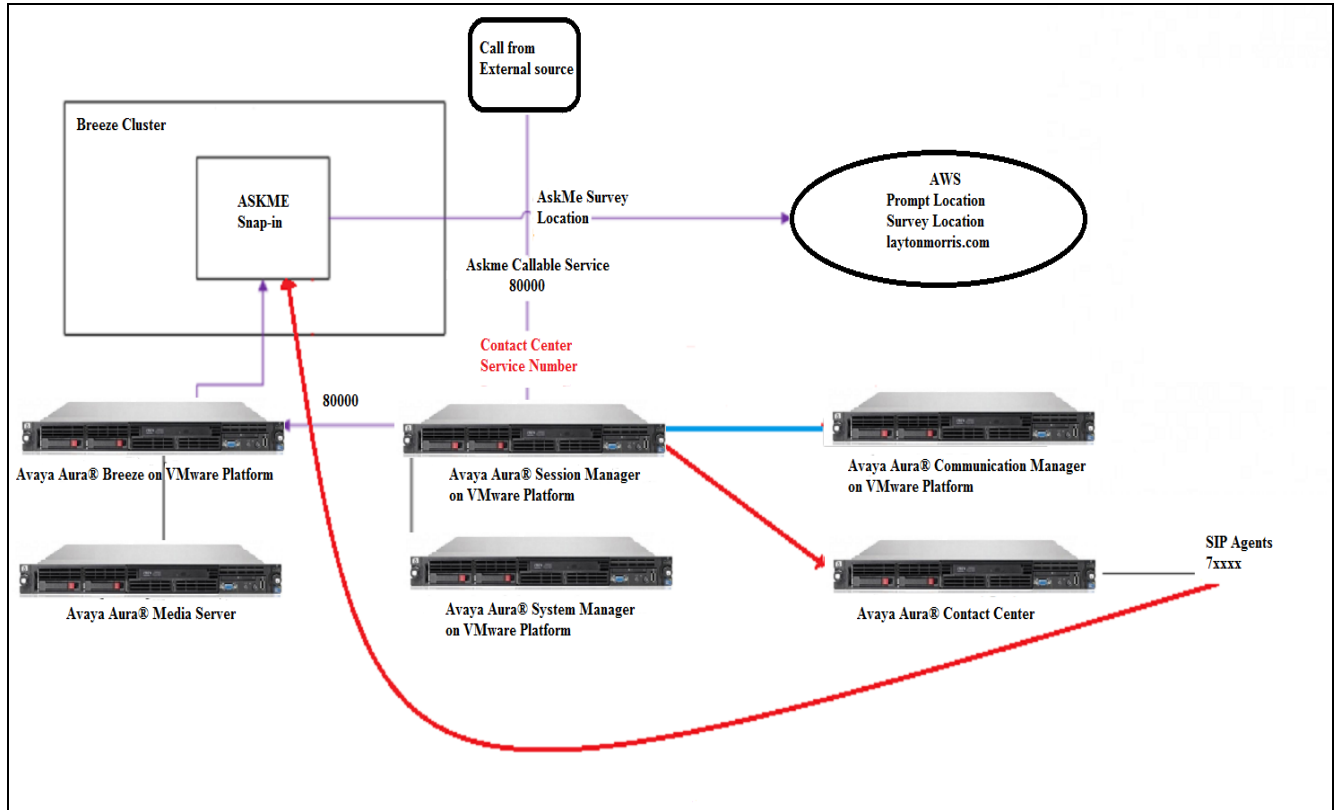 Call from
External source
Breeze Cluster
ASKME
Snap-in
AskMe Survey
Location
AWS
Prompt Location
Survey Location
laytonmorris.com
Askme Callable Service
80000
Contact Center
Service Number
80000
Avaya Aura® Breeze on VMware Platform
Avaya Aura® Session Manager
on VMware Platform
Avaya Aura® Communication Manager
on VMware Platform
SIP Agents
7xxxx
Avaya Aura® Media Server
Avaya Aura® System Manager
on VMware Platform
Avaya Aura® Contact Center